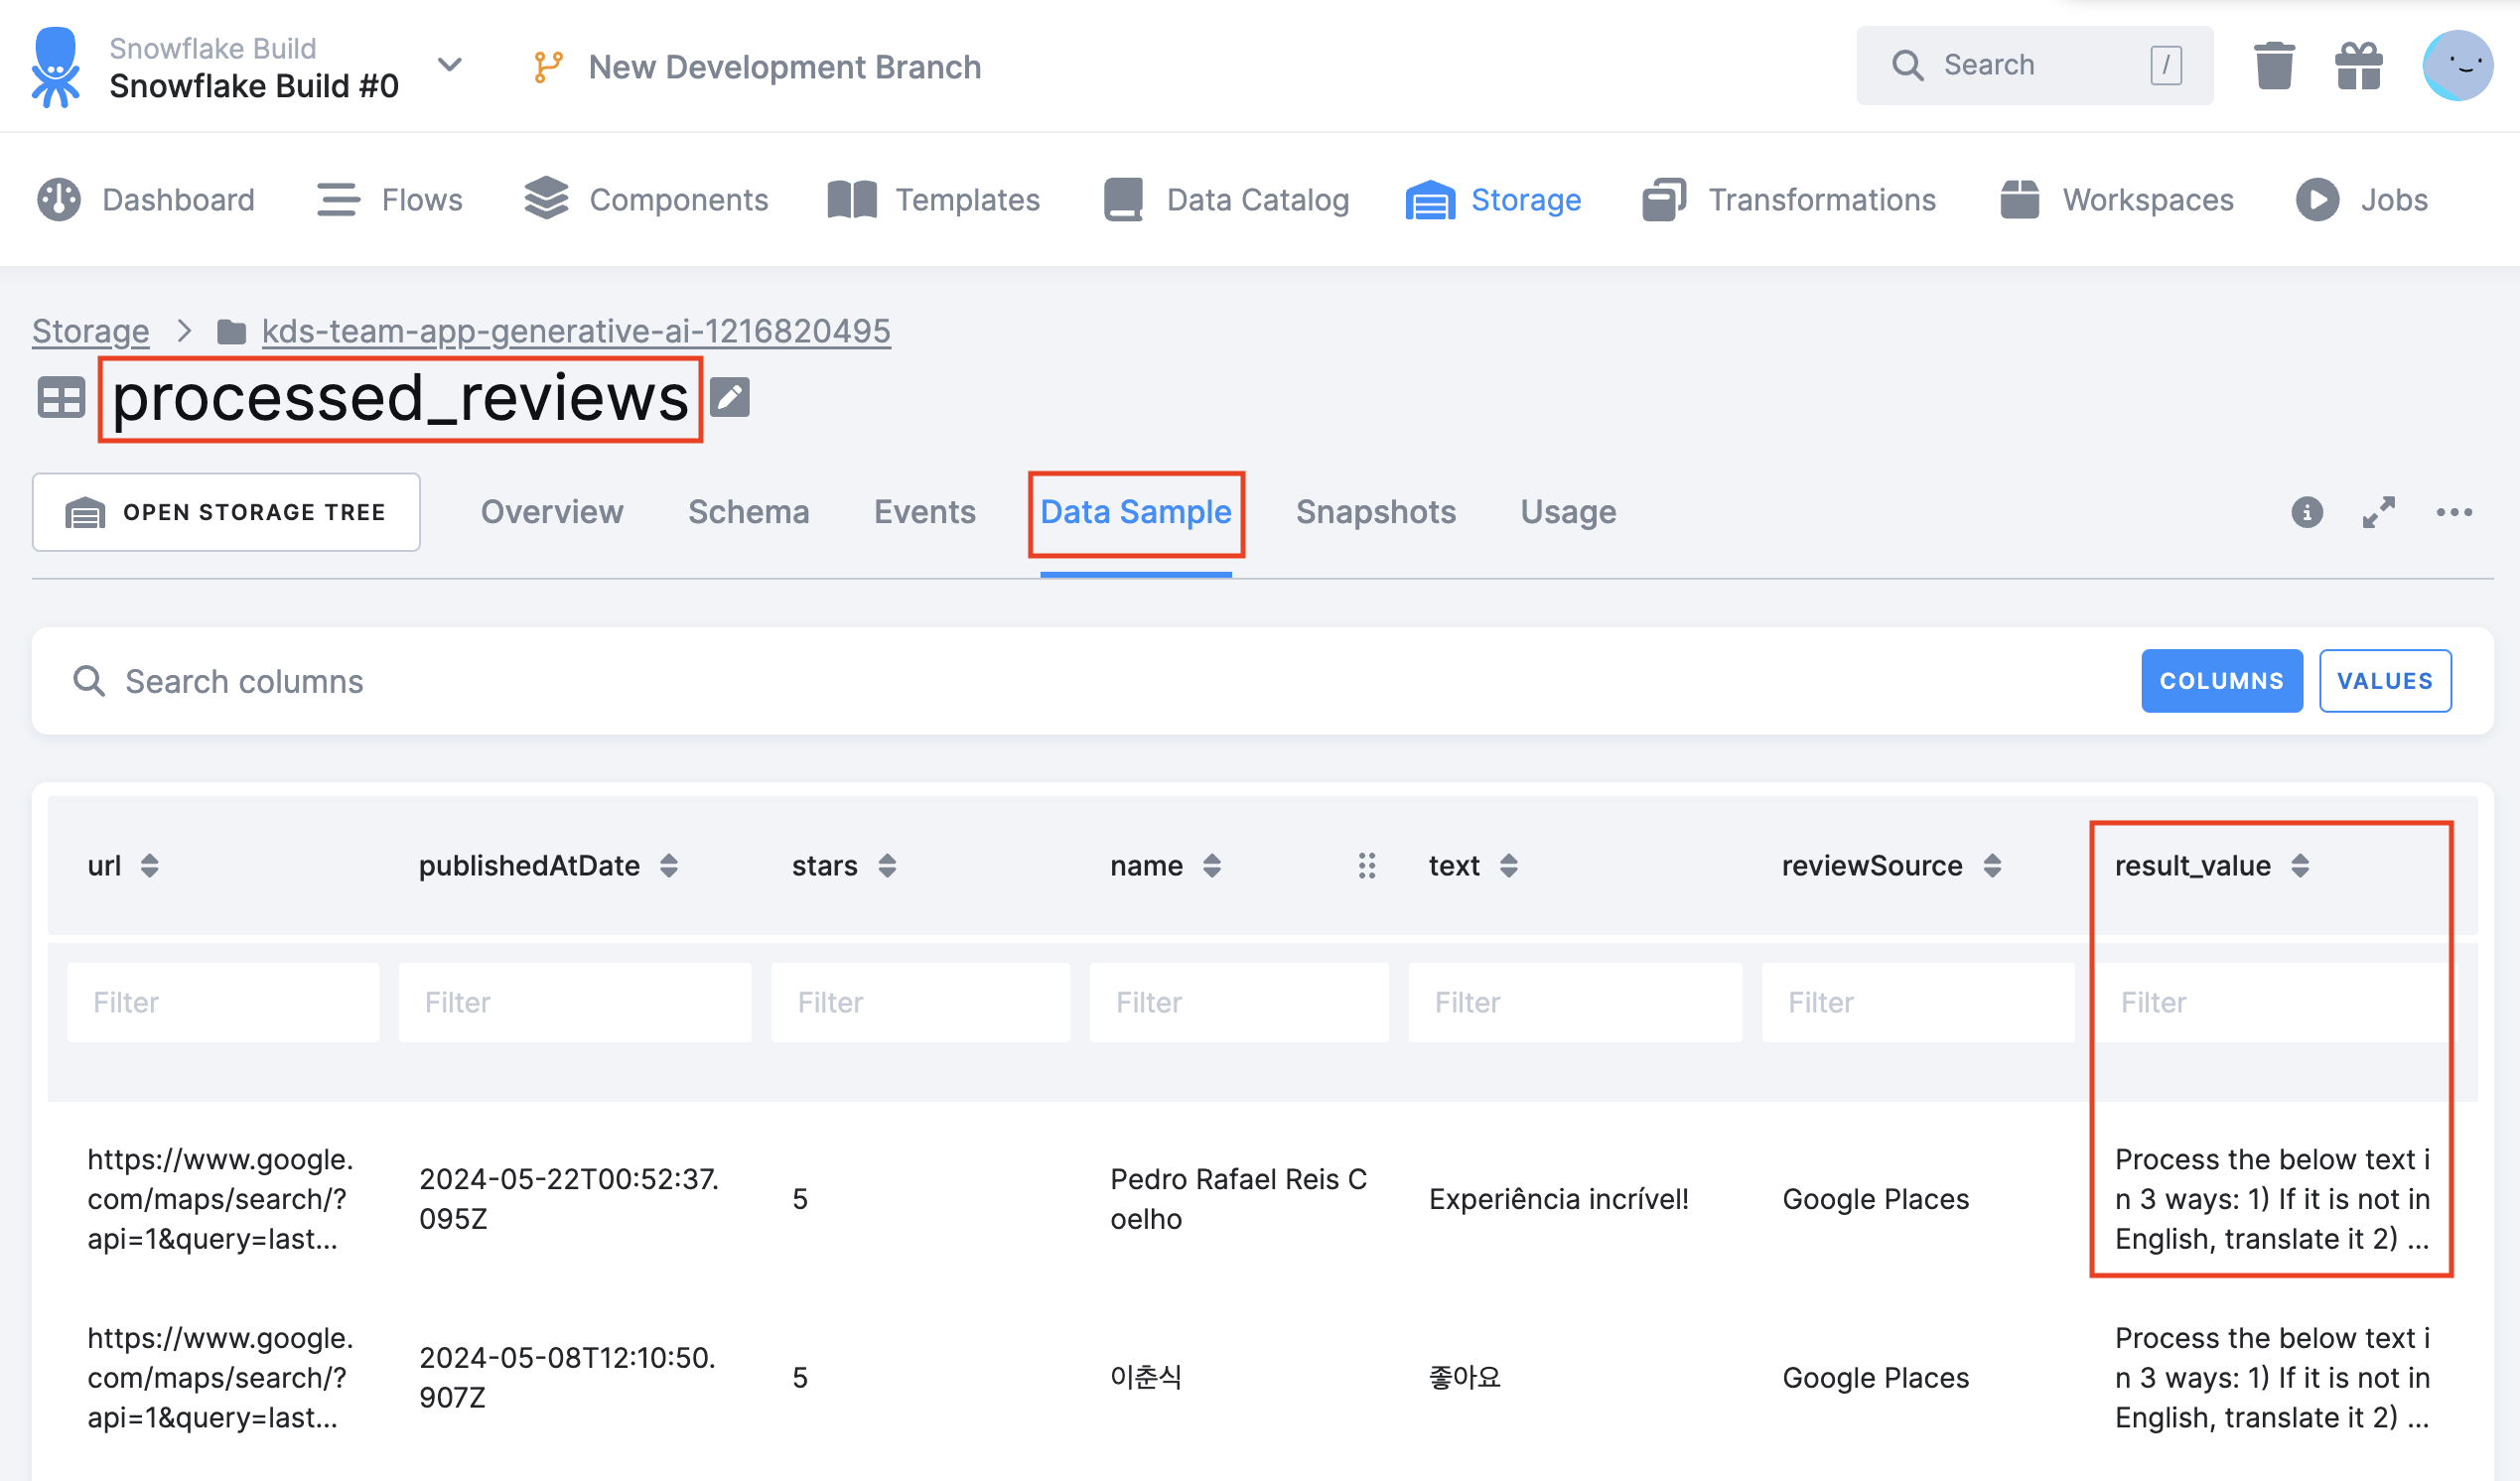 Snowflake Build
Snowflake Build #0
New Development Branch
Search
/
Dashboard
Flows
Components
Templates
Data Catalog
Storage
Transformations
Workspaces
Jobs
Storage
kds-team-app-generative-ai-1216820495
processed_reviews
OPEN STORAGE TREE
Overview
Schema
Events
Data Sample
Snapshots
Usage
Search columns
COLUMNS
VALUES
url
publishedAtDate
stars
name
text
reviewSource
result_value
Filter
Filter
Filter
Filter
Filter
Filter
Filter
https://www.google.
com/maps/search/?
api=1&query=last...
2024-05-22T00:52:37.
095Z
5
Pedro Rafael Reis C
oelho
Experiência incrível!
Google Places
Process the below text i
n 3 ways: 1) If it is not in
English, translate it 2) ...
https://www.google.
com/maps/search/?
api=1&query=last...
2024-05-08T12:10:50.
907Z
5
이춘식
좋아요
Google Places
Process the below text i
n 3 ways: 1) If it is not in
English, translate it 2) ...